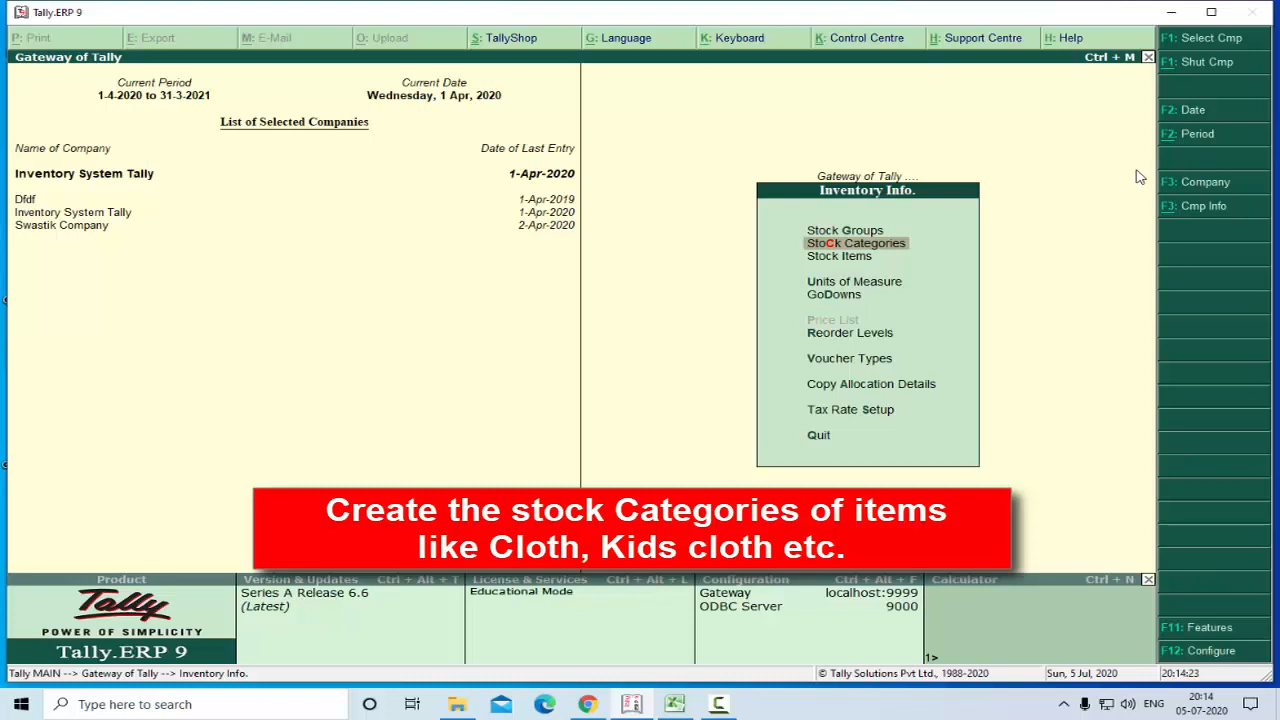 Tally.ERP 9
P: Print
E: Export
M: E-Mail
O: Upload
S: TallyShop
G: Language
K: Keyboard
K: Control Centre
H: Support Centre
H: Help
F1: Select Cmp
F1: Shut Cmp
F2: Date
F2: Period
F3: Company
F3: Cmp Info
F11: Features
F12: Configure
Gateway of Tally
Ctrl + M
Current Period
1-4-2020 to 31-3-2021
Current Date
Wednesday, 1 Apr, 2020
List of Selected Companies
Name of Company Date of Last Entry
Inventory System Tally 1-Apr-2020
Dfdf 1-Apr-2019
Inventory System Tally 1-Apr-2020
Swastik Company 2-Apr-2020
Gateway of Tally ....
Inventory Info.
Stock Groups
StoCk Categories
Stock Items
Units of Measure
GoDowns
Price List
Reorder Levels
Voucher Types
Copy Allocation Details
Tax Rate Setup
Quit
Create the stock Categories of items
like Cloth, Kids cloth etc.
Product
Tally
POWER OF SIMPLICITY
Tally.ERP 9
Version & Updates Ctrl + Alt + T
Series A Release 6.6
(Latest)
License & Services Ctrl + Alt + L
Educational Mode
Configuration Ctrl + Alt + F
Gateway localhost:9999
ODBC Server 9000
Calculator Ctrl + N
1>
Tally MAIN --> Gateway of Tally --> Inventory Info.
© Tally Solutions Pvt Ltd., 1988-2020
Sun, 5 Jul, 2020
20:14:23
Type here to search
ENG
20:14
05-07-2020